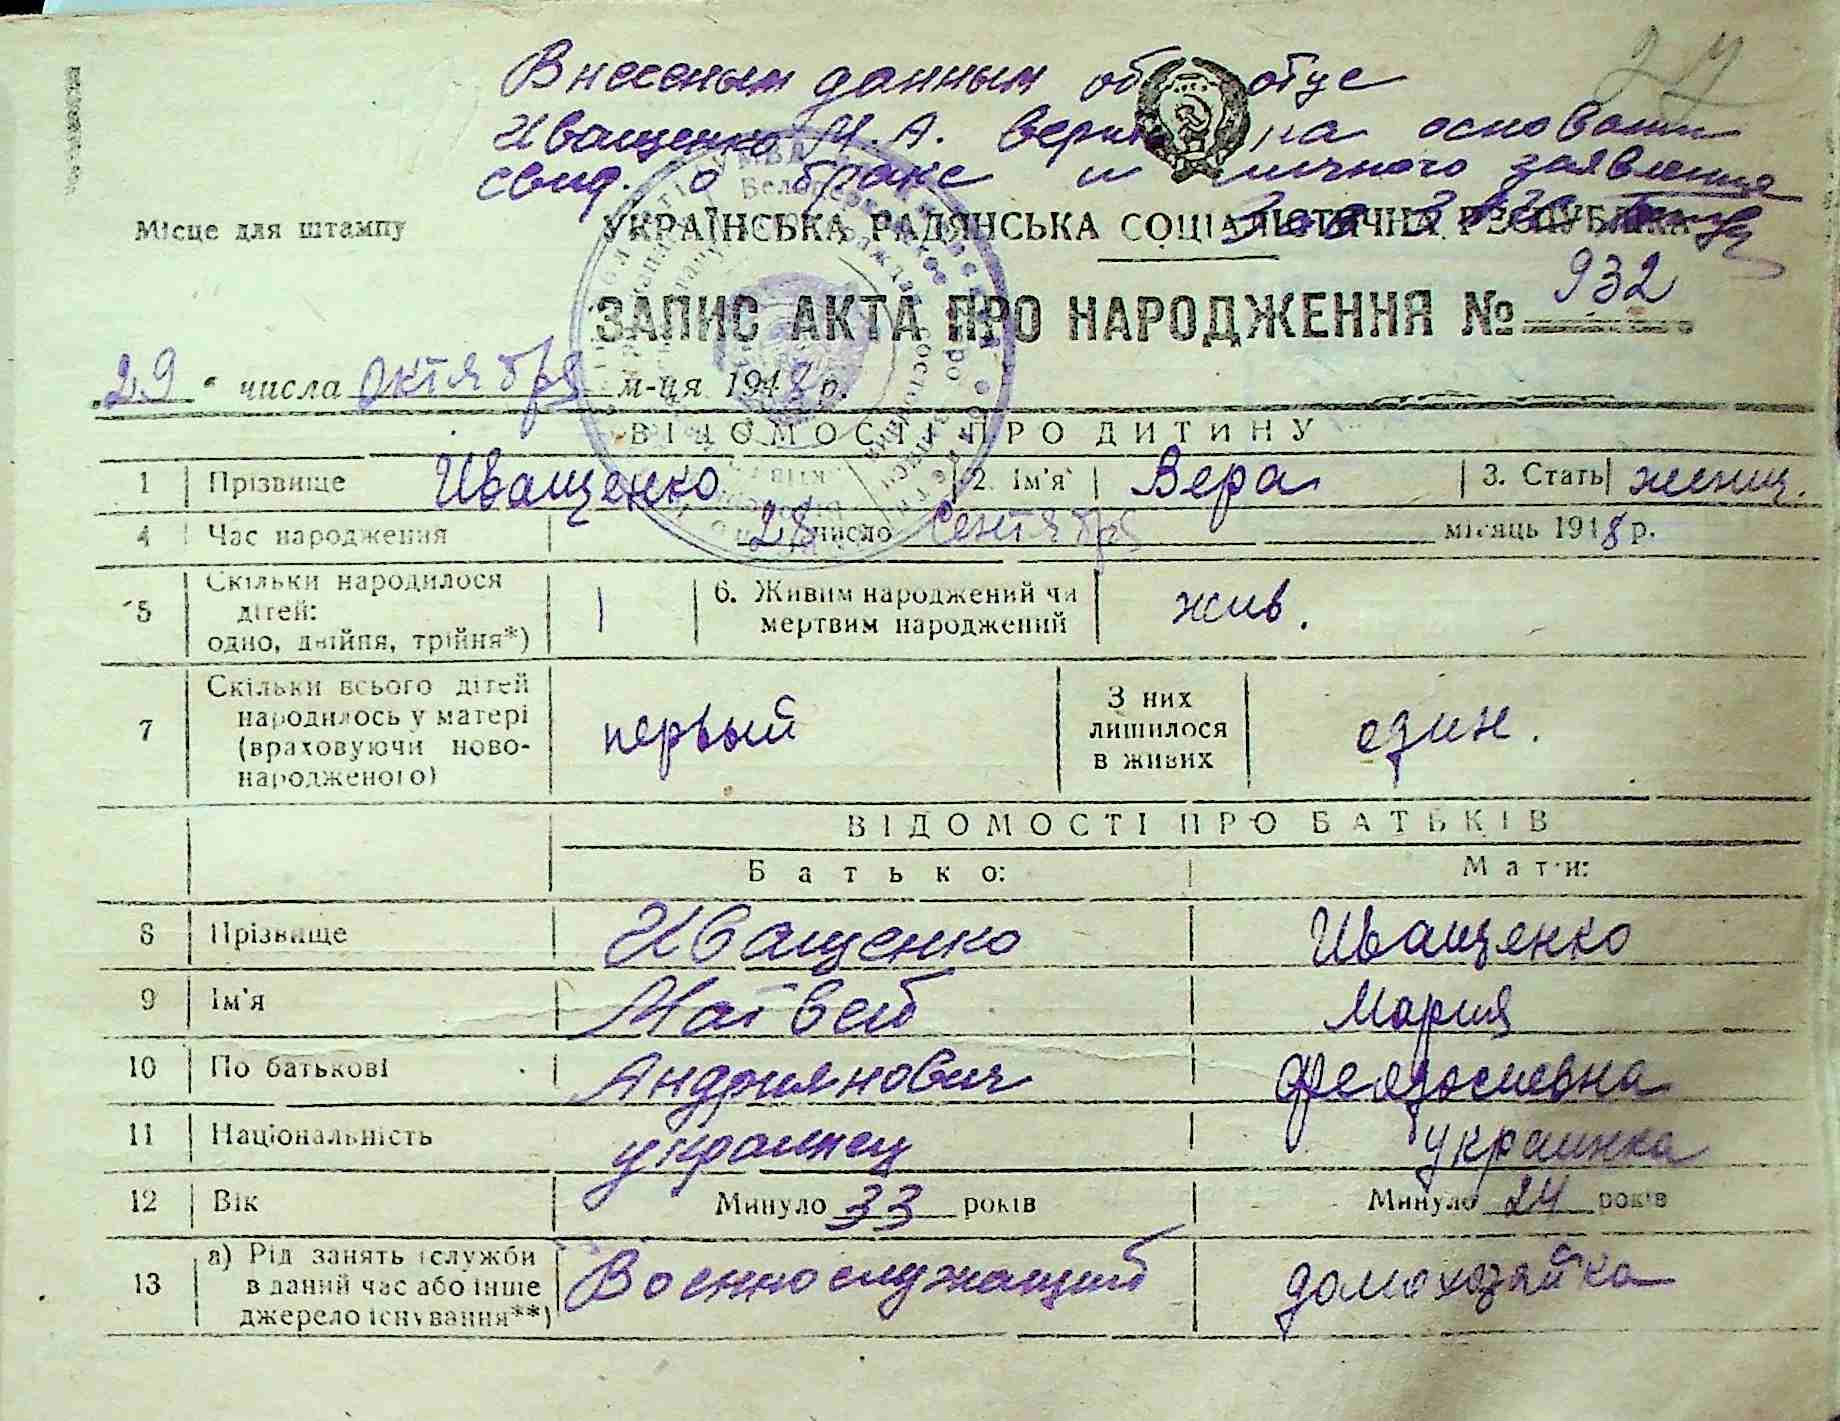 27
Внесеным данным об отце
Иващенко М. А. верить на основании
свид. о браке и личного заявления
Місце для штампу
УКРАЇНСЬКА РАДЯНСЬКА СОЦІАЛІСТИЧНА РЕСПУБЛІКА
ЗАПИС АКТА ПРО НАРОДЖЕННЯ № 932
29 " числа октября м-ця 1948 р.
ВІДОМОСТІ ПРО ДИТИНУ
1 Прізвище Иващенко 2. Ім'я Вера 3. Стать женщ.
4 Час народження 28 число Сентября місяць 1948 р.
5 Скільки народилося дітей: одно, двійня, трійня*) 1 6. Живим народжений чи мертвим народжений жив.
7 Скільки всього дітей народилось у матері (враховуючи ново-народженого) первый З них лишилося в живих один.
ВІДОМОСТІ ПРО БАТЬКІВ
Батько: Мати:
8 Прізвище Иващенко Иващенко
9 Ім'я Матвей Мария
10 По батькові Андриянович Феодосиевна
11 Національність украинец украинка
12 Вік Минуло 33 років Минуло 24 років
13 а) Рід занять і служби в даний час або інше джерело існування**) Военнослужащий домохозяйка